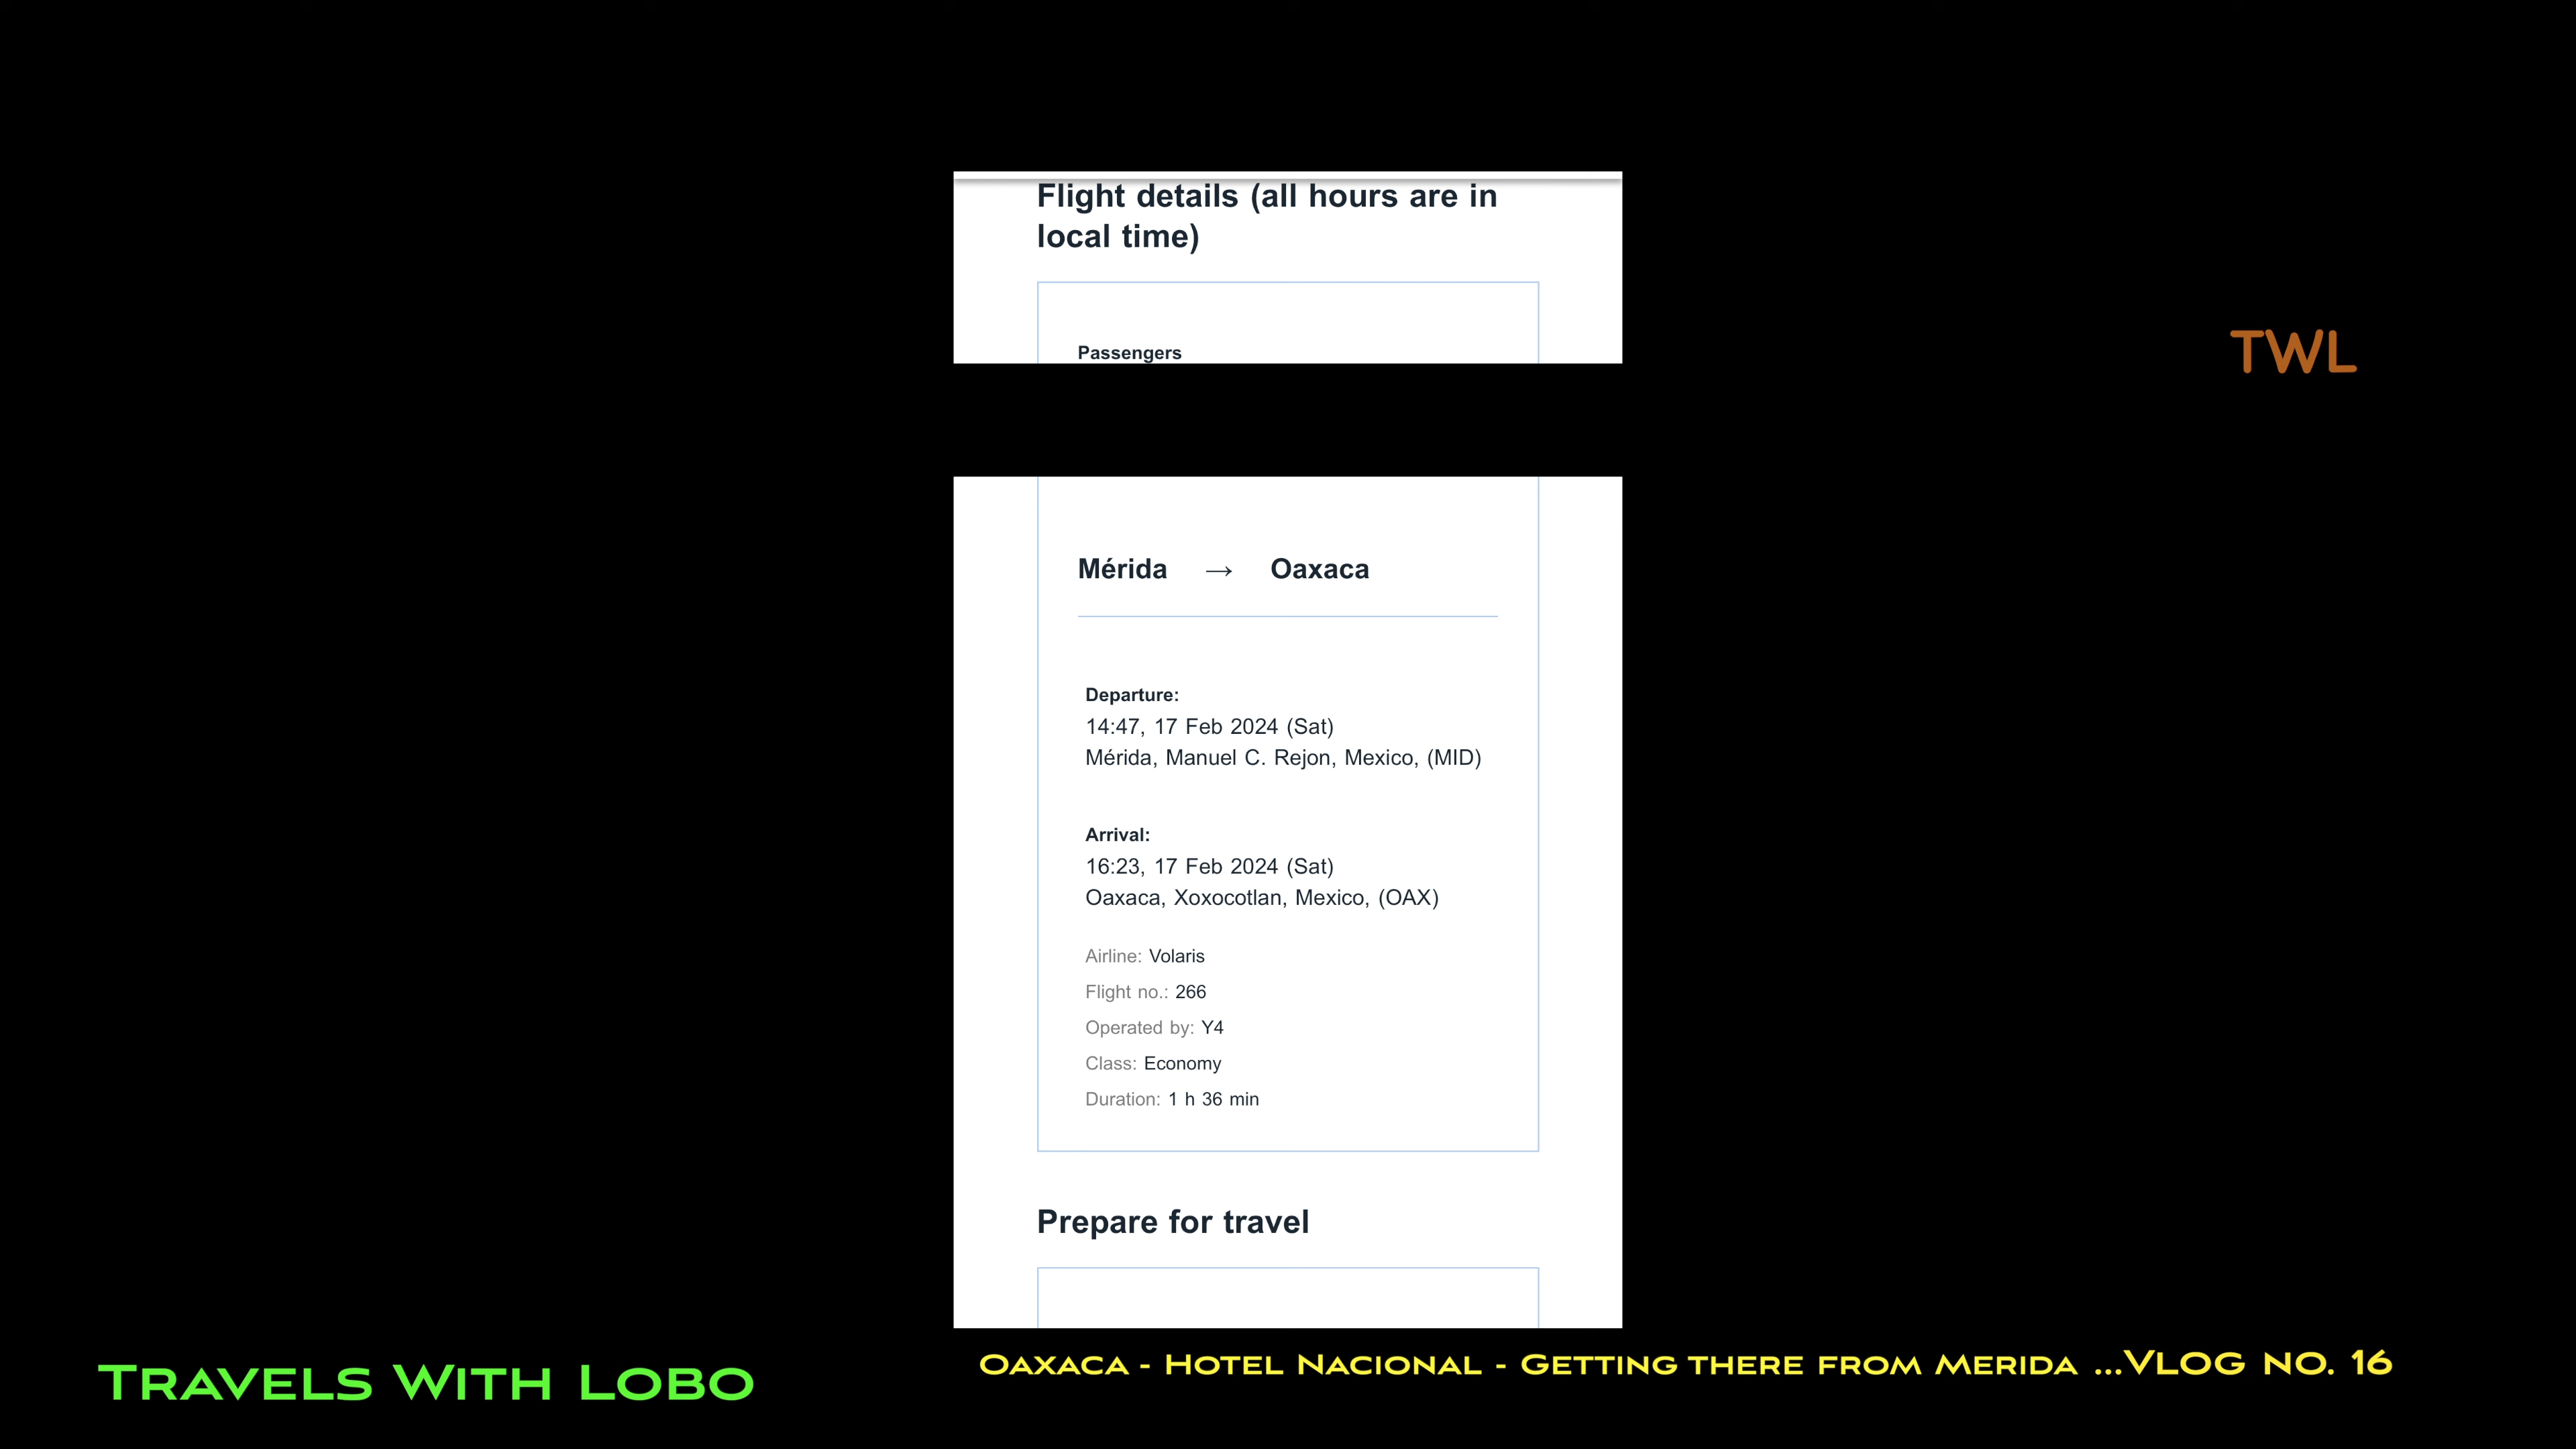 Flight details (all hours are in
local time)
Passengers
TWL
Mérida → Oaxaca
Departure:
14:47, 17 Feb 2024 (Sat)
Mérida, Manuel C. Rejon, Mexico, (MID)
Arrival:
16:23, 17 Feb 2024 (Sat)
Oaxaca, Xoxocotlan, Mexico, (OAX)
Airline: Volaris
Flight no.: 266
Operated by: Y4
Class: Economy
Duration: 1 h 36 min
Prepare for travel
Travels With Lobo
Oaxaca - Hotel Nacional - Getting there from Merida ...Vlog no. 16